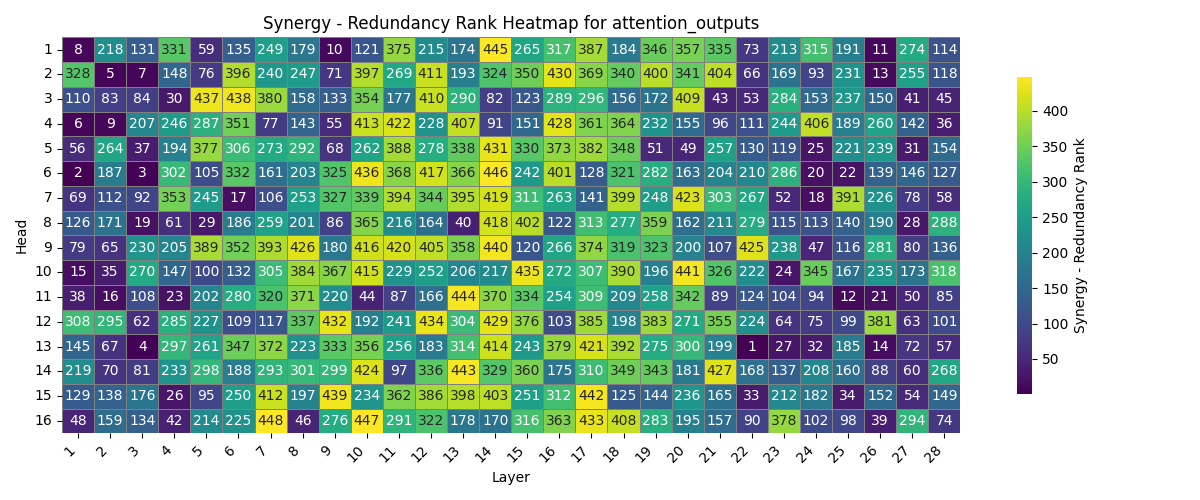 Synergy - Redundancy Rank Heatmap for attention_outputs
1 8 218 131 331 59 135 249 179 10 121 375 215 174 445 265 317 387 184 346 357 335 73 213 315 191 11 274 114
2 328 5 7 148 76 396 240 247 71 397 269 411 193 324 350 430 369 340 400 341 404 66 169 93 231 13 255 118
3 110 83 84 30 437 438 380 158 133 354 177 410 290 82 123 289 296 156 172 409 43 53 284 153 237 150 41 45
4 6 9 207 246 287 351 77 143 55 413 422 228 407 91 151 428 361 364 232 155 96 111 244 406 189 260 142 36
5 56 264 37 194 377 306 273 292 68 262 388 278 338 431 330 373 382 348 51 49 257 130 119 25 221 239 31 154
6 2 187 3 302 105 332 161 203 325 436 368 417 366 446 242 401 128 321 282 163 204 210 286 20 22 139 146 127
7 69 112 92 353 245 17 106 253 327 339 394 344 395 419 311 263 141 399 248 423 303 267 52 18 391 226 78 58
8 126 171 19 61 29 186 259 201 86 365 216 164 40 418 402 122 313 277 359 162 211 279 115 113 140 190 28 288
9 79 65 230 205 389 352 393 426 180 416 420 405 358 440 120 266 374 319 323 200 107 425 238 47 116 281 80 136
10 15 35 270 147 100 132 305 384 367 415 229 252 206 217 435 272 307 390 196 441 326 222 24 345 167 235 173 318
11 38 16 108 23 202 280 320 371 220 44 87 166 444 370 334 254 309 209 258 342 89 124 104 94 12 21 50 85
12 308 295 62 285 227 109 117 337 432 192 241 434 304 429 376 103 385 198 383 271 355 224 64 75 99 381 63 101
13 145 67 4 297 261 347 372 223 333 356 256 183 314 414 243 379 421 392 275 300 199 1 27 32 185 14 72 57
14 219 70 81 233 298 188 293 301 299 424 97 336 443 329 360 175 310 349 343 181 427 168 137 208 160 88 60 268
15 129 138 176 26 95 250 412 197 439 234 362 386 398 403 251 312 442 125 144 236 165 33 212 182 34 152 54 149
16 48 159 134 42 214 225 448 46 276 447 291 322 178 170 316 363 433 408 283 195 157 90 378 102 98 39 294 74
1 2 3 4 5 6 7 8 9 10 11 12 13 14 15 16 17 18 19 20 21 22 23 24 25 26 27 28
Layer
Head
400
350
300
250
200
150
100
50
Synergy - Redundancy Rank